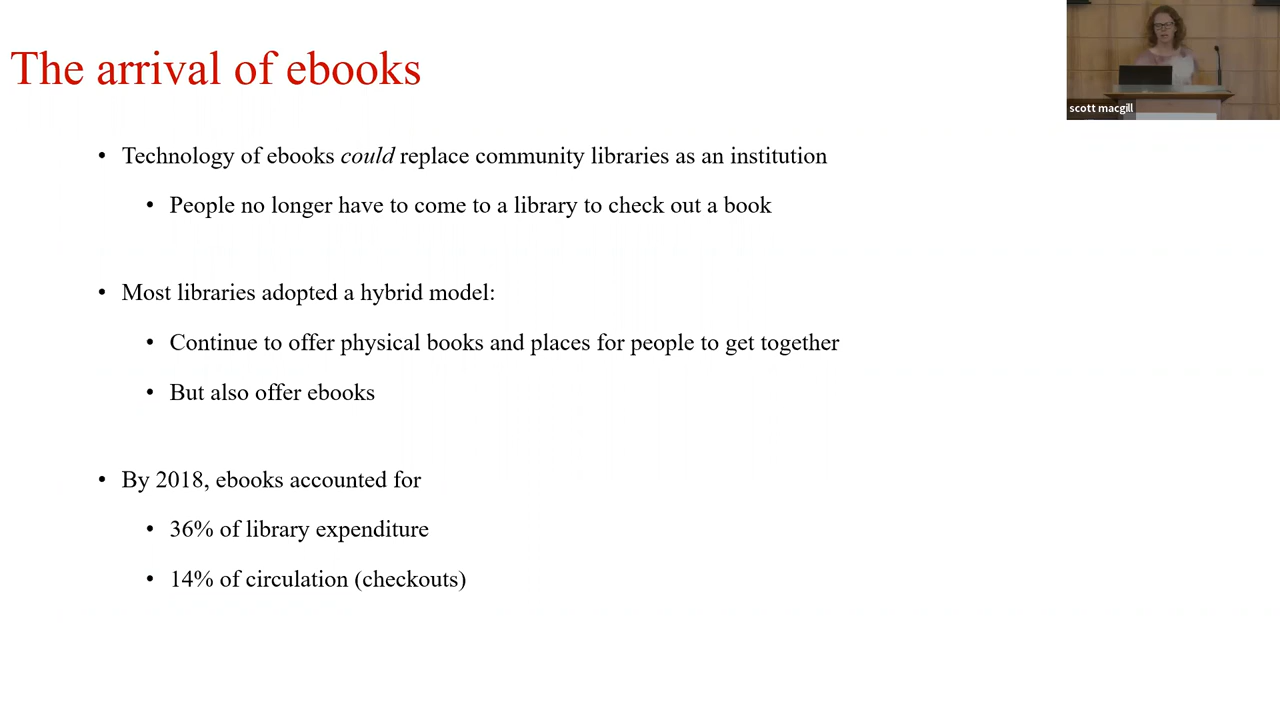 The arrival of ebooks
scott macgill
• Technology of ebooks could replace community libraries as an institution
• People no longer have to come to a library to check out a book
• Most libraries adopted a hybrid model:
• Continue to offer physical books and places for people to get together
• But also offer ebooks
• By 2018, ebooks accounted for
• 36% of library expenditure
• 14% of circulation (checkouts)